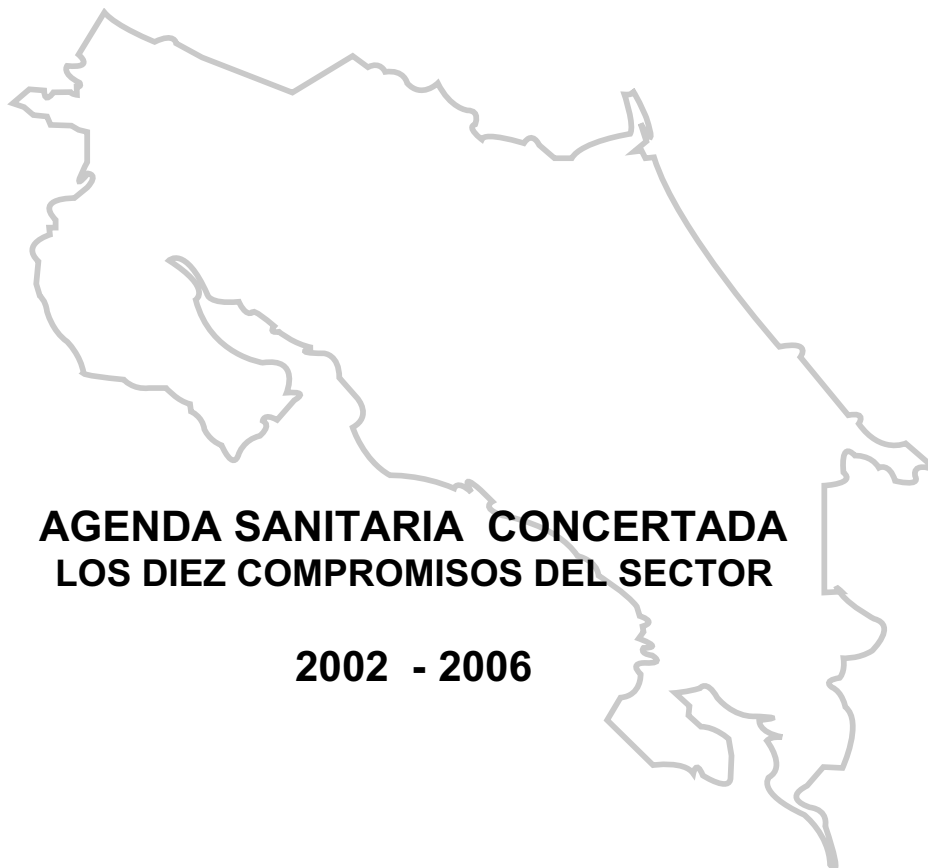 AGENDA SANITARIA CONCERTADA
LOS DIEZ COMPROMISOS DEL SECTOR
2002 - 2006